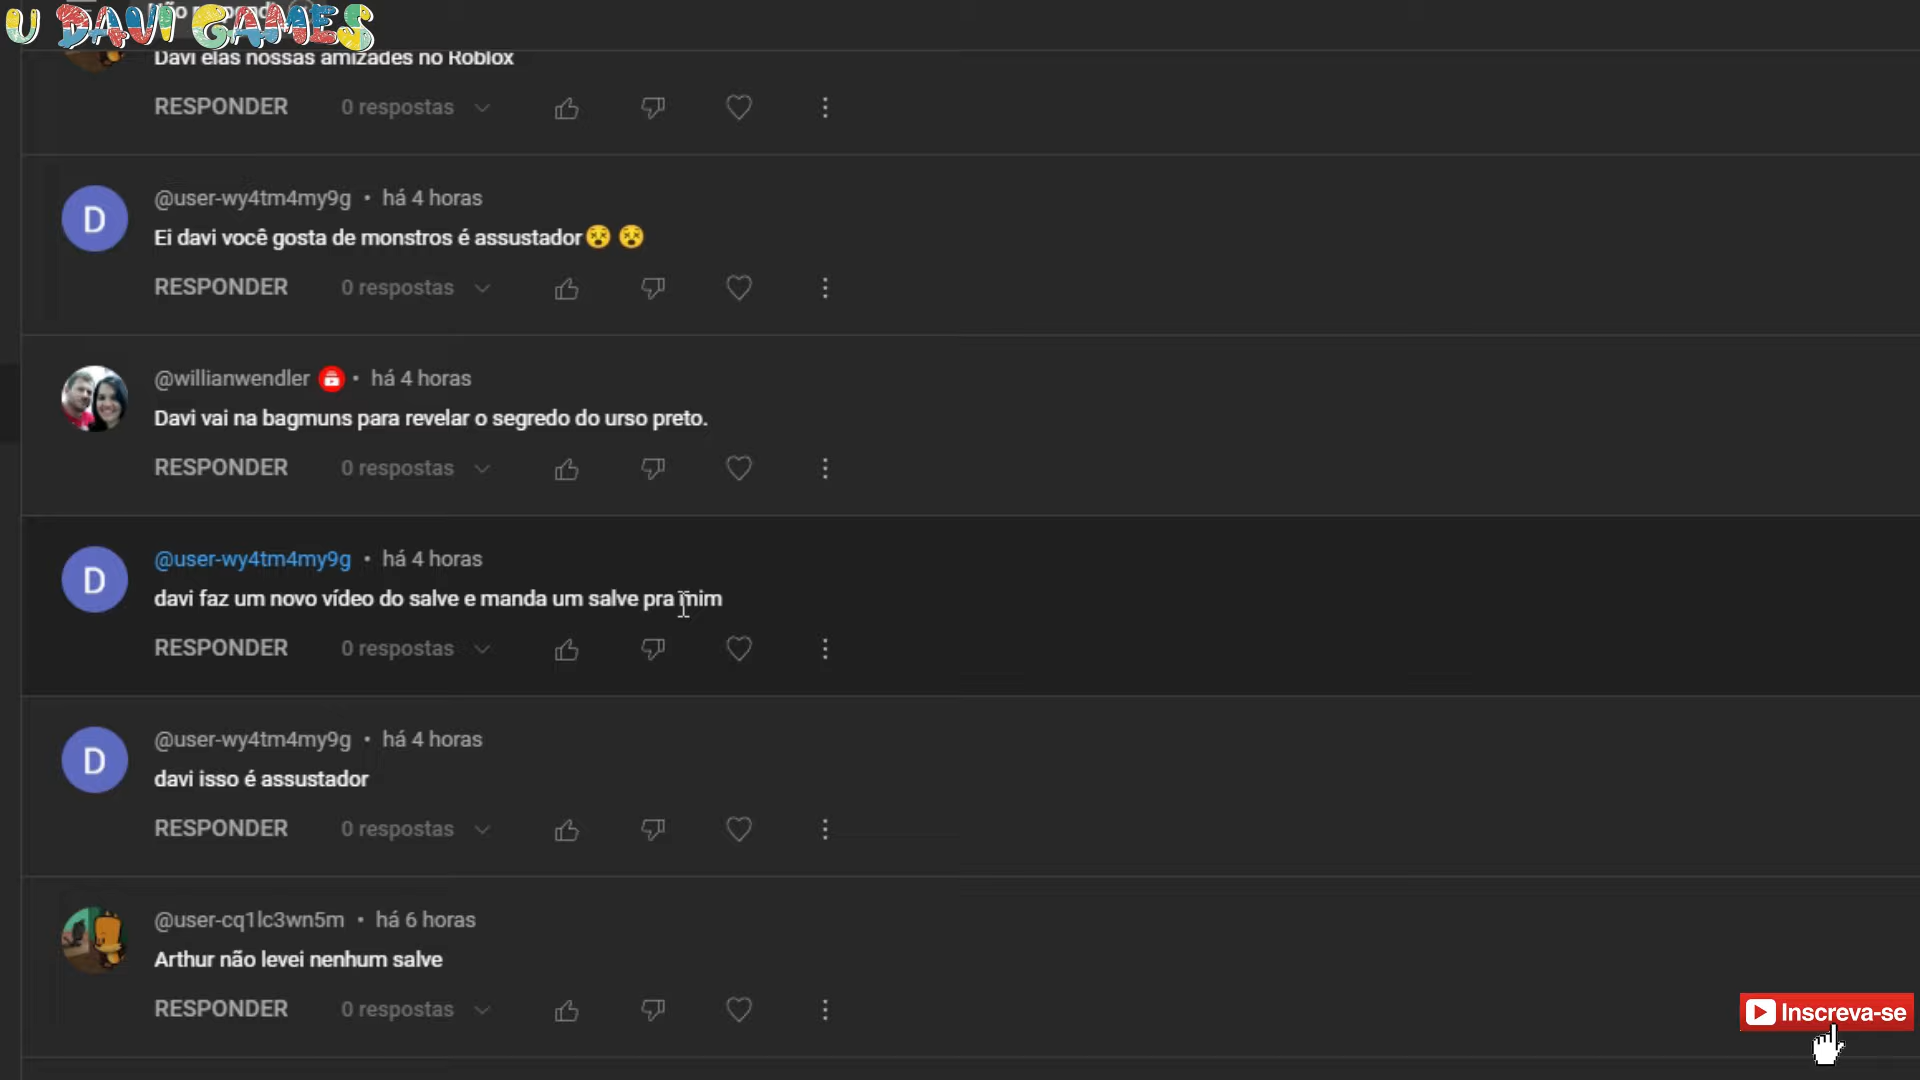 U DAVI GAMES
Davi elas nossas amizades no Roblox
RESPONDER 0 respostas
D
@user-wy4tm4my9g • há 4 horas
Ei davi você gosta de monstros é assustador😵 😵
RESPONDER 0 respostas
@willianwendler • há 4 horas
Davi vai na bagmuns para revelar o segredo do urso preto.
RESPONDER 0 respostas
D
@user-wy4tm4my9g • há 4 horas
davi faz um novo vídeo do salve e manda um salve pra mim
RESPONDER 0 respostas
D
@user-wy4tm4my9g • há 4 horas
davi isso é assustador
RESPONDER 0 respostas
@user-cq1lc3wn5m • há 6 horas
Arthur não levei nenhum salve
RESPONDER 0 respostas
Inscreva-se